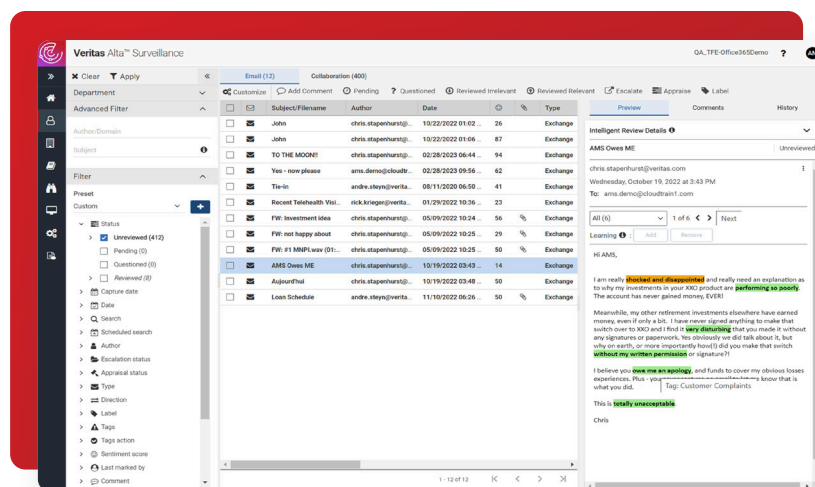 Veritas Alta™ Surveillance
QA_TFE-Office365Demo ? AM
Clear Apply
Department
Advanced Filter
Author/Domain
Subject
Filter
Preset
Custom
Status
Unreviewed (412)
Pending (0)
Questioned (0)
Reviewed (8)
Capture date
Date
Search
Scheduled search
Author
Escalation status
Appraisal status
Type
Direction
Label
Tags
Tags action
Sentiment score
Last marked by
Comment
Email (12) Collaboration (400)
Customize Add Comment Pending ? Questioned Reviewed Irrelevant Reviewed Relevant Escalate Appraise Label
Subject/Filename Author Date Type
John chris.stapenhurst@... 10/22/2022 01:02 ... 26 Exchange
John chris.stapenhurst@... 10/22/2022 01:06 ... 87 Exchange
TO THE MOON!! chris.stapenhurst@... 02/28/2023 06:44 ... 94 Exchange
Yes - now please ams.demo@cloudtr... 02/28/2023 09:56 ... 62 Exchange
Tie-in andre.steyn@verita... 08/11/2020 06:50 ... 41 Exchange
Recent Telehealth Visi... rick.krieger@verita... 01/29/2022 10:36 ... 23 Exchange
FW: Investment idea chris.stapenhurst@... 05/09/2022 10:24 ... 56 Exchange
FW: not happy about chris.stapenhurst@... 05/09/2022 10:25 ... 29 Exchange
FW: #1 MNPI.wav (01:... chris.stapenhurst@... 05/09/2022 10:25 ... 50 Exchange
AMS Owes ME chris.stapenhurst@... 10/19/2022 03:43 ... 14 Exchange
Aujourd'hui chris.stapenhurst@... 10/19/2022 03:48 ... 50 Exchange
Loan Schedule andre.steyn@verita... 11/10/2022 06:26 ... 50 Exchange
1 - 12 of 12
Preview Comments History
Intelligent Review Details
AMS Owes ME Unreviewed
chris.stapenhurst@veritas.com
Wednesday, October 19, 2022 at 3:43 PM
To: ams.demo@cloudtrain1.com
All (6) 1 of 6 Next
Learning : Add Remove
Hi AMS,
I am really shocked and disappointed and really need an explanation as
to why my investments in your XXO product are performing so poorly.
The account has never gained money, EVER!
Meanwhile, my other retirement investments elsewhere have earned
money, even if only a bit. I have never signed anything to make that
switch over to XXO and I find it very disturbing that you made it without
any signatures or paperwork. Yes obviously we did talk about it, but
why on earth, or more importantly how(!) did you make that switch
without my written permission or signature?!
I believe you owe me an apology, and funds to cover my obvious losses
experiences. Plus - you know that is
what you did. Tag: Customer Complaints
This is totally unacceptable.
Chris